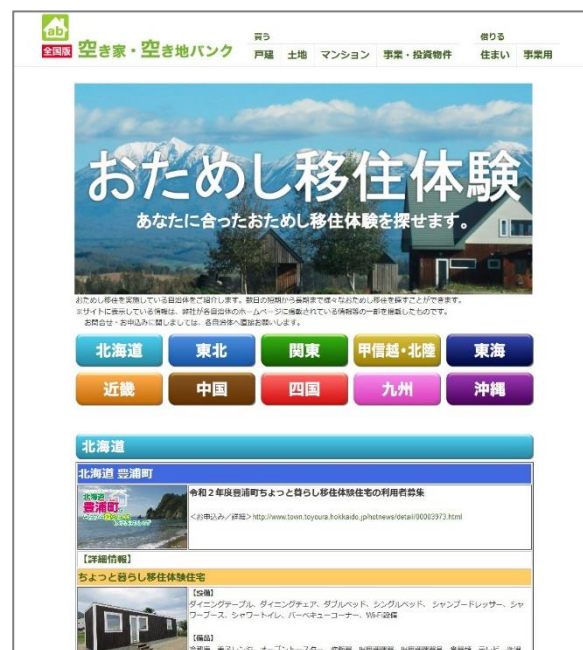 ab
全国版 空き家・空き地バンク
買う
戸建 土地 マンション 事業・投資物件
借りる
住まい 事業用
おためし移住体験
あなたに合ったおためし移住体験を探せます。
おためし移住を実施している自治体をご紹介します。数日の短期から長期まで様々なおためし移住を探すことができます。
※サイトに表示している情報は、弊社が各自治体のホームページに掲載されている情報等の一部を掲載したものです。
お問合せ・お申込みに関しましては、各自治体へ直接お願いします。
北海道 東北 関東 甲信越・北陸 東海
近畿 中国 四国 九州 沖縄
北海道
北海道 豊浦町
北海道
豊浦町
令和2年度豊浦町ちょっと暮らし移住体験住宅の利用者募集
<お申込み/詳細>http://www.town.toyoura.hokkaido.jp/hotnews/detail/00003973.html
【詳細情報】
ちょっと暮らし移住体験住宅
【設備】
ダイニングテーブル、ダイニングチェア、ダブルベッド、シングルベッド、シャンプードレッサー、シャ
ワーブース、シャワートイレ、バーベキューコーナー、Wi-Fi設備
【備品】